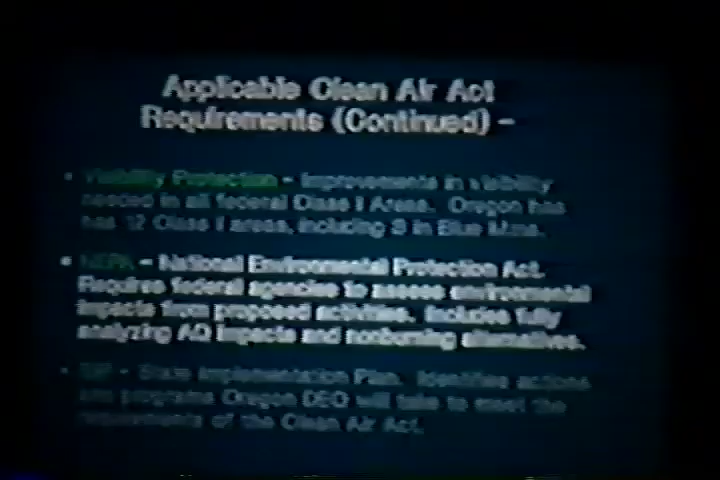 Applicable Clean Air Act
Requirements (Continued) -
• Visibility Protection - Improvements in visibility
needed in all federal Class I Areas. Oregon has
has 12 Class I areas, including 3 in Blue Mtns.
• NEPA - National Environmental Protection Act.
Requires federal agencies to assess environmental
impacts from proposed activities. Includes fully
analyzing AQ impacts and nonburning alternatives.
• SIP - State Implementation Plan. Identifies actions
and programs Oregon DEQ will take to meet the
requirements of the Clean Air Act.